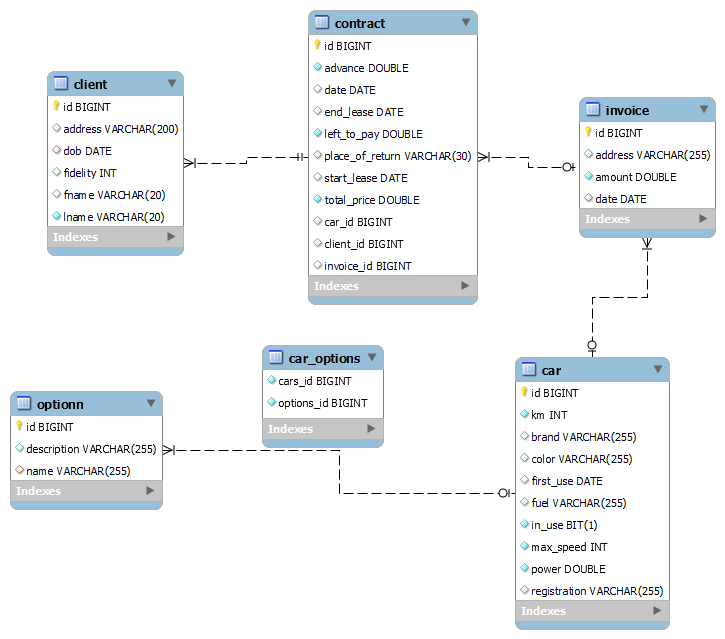 client
id BIGINT
address VARCHAR(200)
dob DATE
fidelity INT
fname VARCHAR(20)
lname VARCHAR(20)
Indexes
contract
id BIGINT
advance DOUBLE
date DATE
end_lease DATE
left_to_pay DOUBLE
place_of_return VARCHAR(30)
start_lease DATE
total_price DOUBLE
car_id BIGINT
client_id BIGINT
invoice_id BIGINT
Indexes
invoice
id BIGINT
address VARCHAR(255)
amount DOUBLE
date DATE
Indexes
optionn
id BIGINT
description VARCHAR(255)
name VARCHAR(255)
Indexes
car_options
cars_id BIGINT
options_id BIGINT
Indexes
car
id BIGINT
km INT
brand VARCHAR(255)
color VARCHAR(255)
first_use DATE
fuel VARCHAR(255)
in_use BIT(1)
max_speed INT
power DOUBLE
registration VARCHAR(255)
Indexes